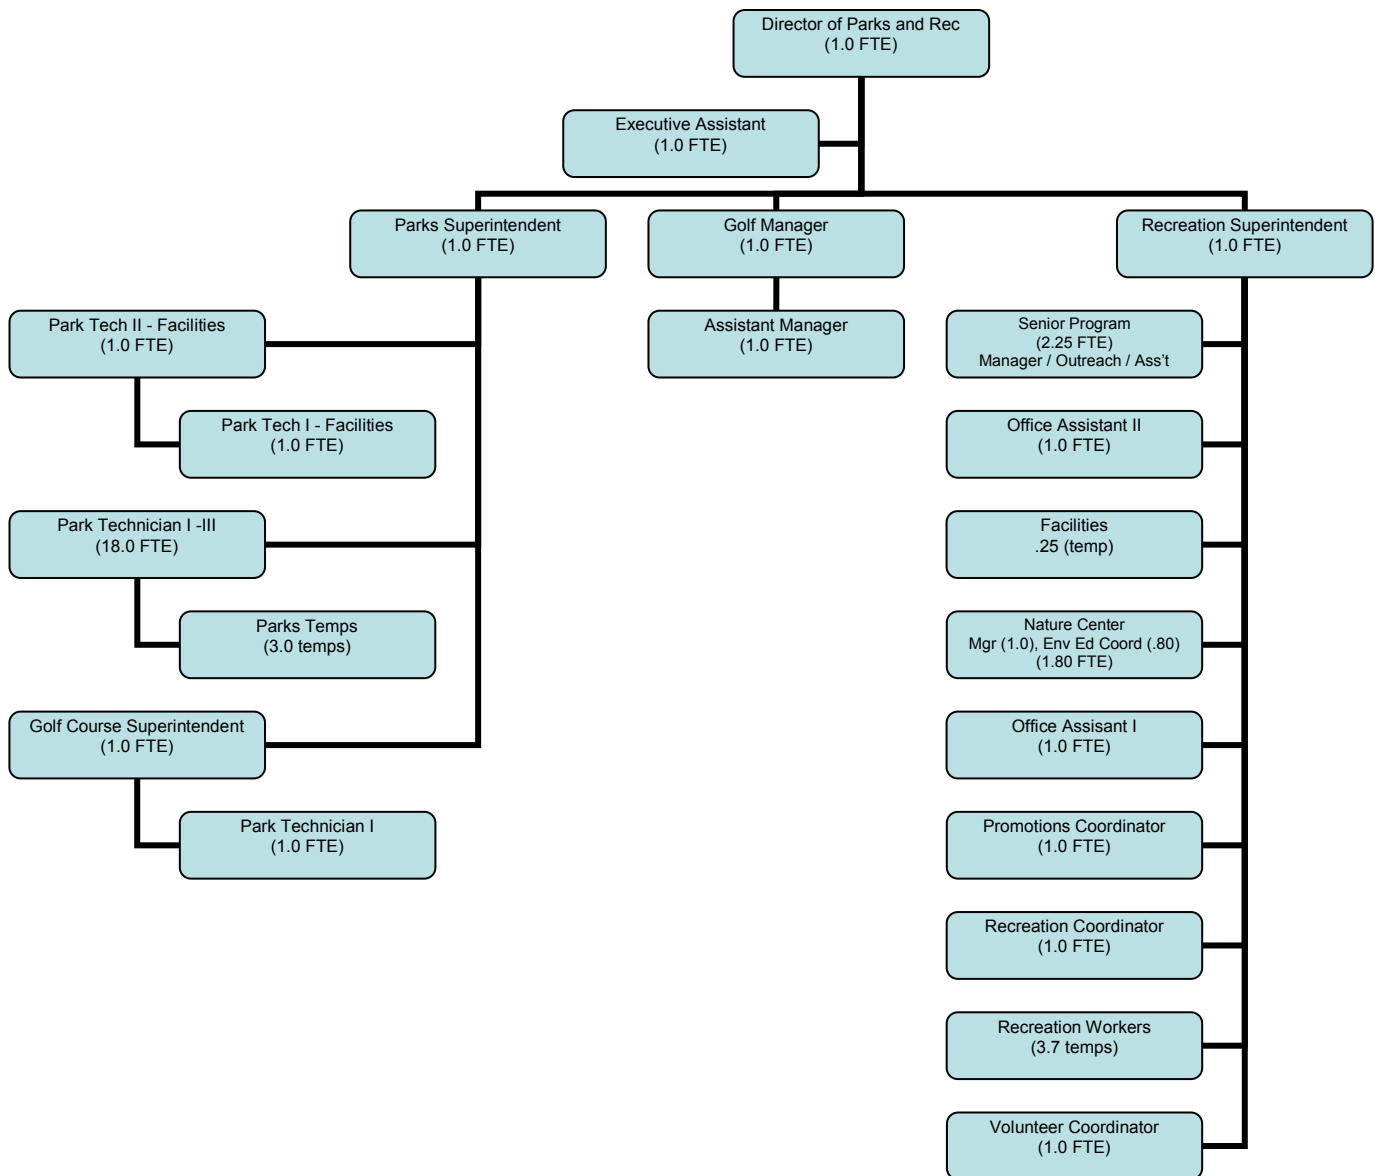 Director of Parks and Rec
(1.0 FTE)
Executive Assistant
(1.0 FTE)
Parks Superintendent
(1.0 FTE)
Golf Manager
(1.0 FTE)
Recreation Superintendent
(1.0 FTE)
Park Tech II - Facilities
(1.0 FTE)
Park Tech I - Facilities
(1.0 FTE)
Park Technician I -III
(18.0 FTE)
Parks Temps
(3.0 temps)
Golf Course Superintendent
(1.0 FTE)
Park Technician I
(1.0 FTE)
Assistant Manager
(1.0 FTE)
Senior Program
(2.25 FTE)
Manager / Outreach / Ass’t
Office Assistant II
(1.0 FTE)
Facilities
.25 (temp)
Nature Center
Mgr (1.0), Env Ed Coord (.80)
(1.80 FTE)
Office Assisant I
(1.0 FTE)
Promotions Coordinator
(1.0 FTE)
Recreation Coordinator
(1.0 FTE)
Recreation Workers
(3.7 temps)
Volunteer Coordinator
(1.0 FTE)